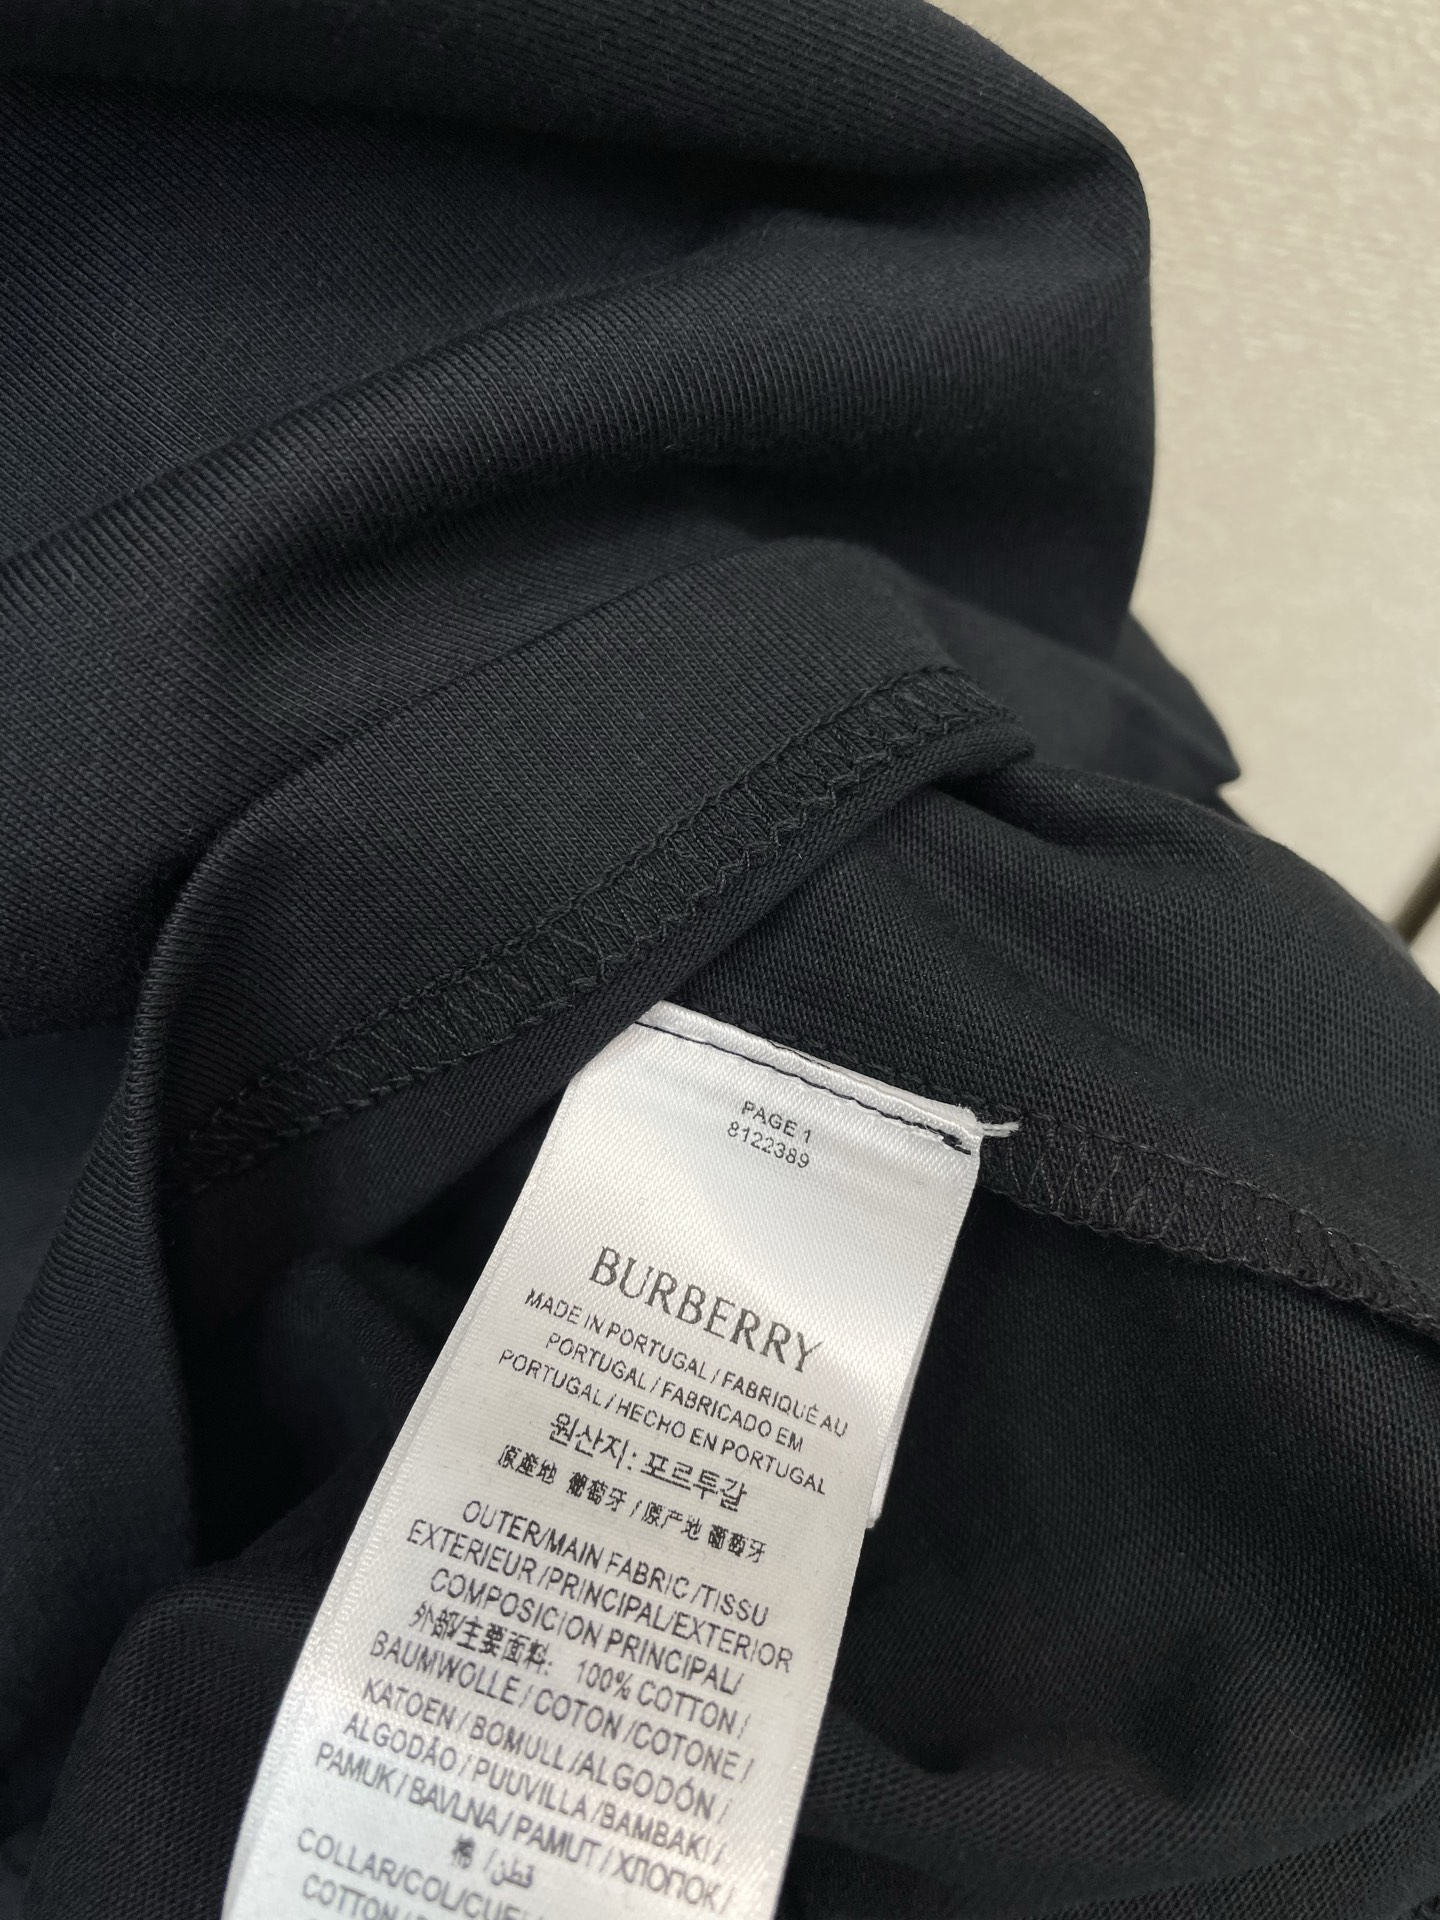 PAGE 1
8122389
BURBERRY
MADE IN PORTUGAL / FABRIQUÉ AU
PORTUGAL / FABRICADO EM
PORTUGAL / HECHO EN PORTUGAL
원산지: 포르투갈
原産地 葡萄牙 / 原产地 葡萄牙
OUTER/MAIN FABRIC /TISSU
EXTERIEUR /PRINCIPAL/EXTERIOR
COMPOSICION PRINCIPAL/
外部/主要面料: 100% COTTON /
BAUMWOLLE / COTON /COTONE /
KATOEN / BOMULL /ALGODÓN /
ALGODÃO / PUUVILLA /BAMBAKI /
PAMUK / BAVLNA / PAMUT / ХЛОПОК /
棉 / قطن
COLLAR/COL/CUEL
COTTON